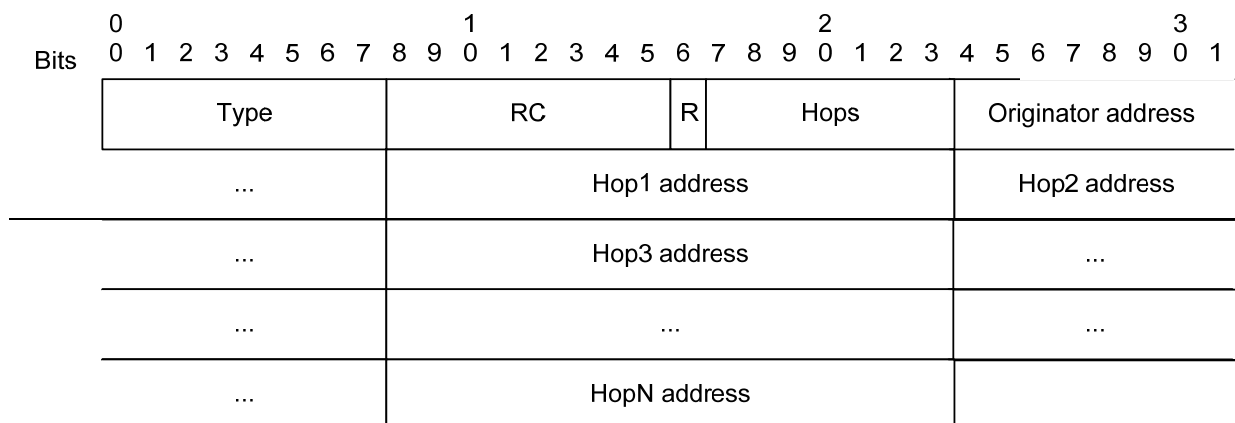 0 1 2 3
Bits 0 1 2 3 4 5 6 7 8 9 0 1 2 3 4 5 6 7 8 9 0 1 2 3 4 5 6 7 8 9 0 1
Type RC R Hops Originator address
... Hop1 address Hop2 address
... Hop3 address ...
... ... ...
... HopN address